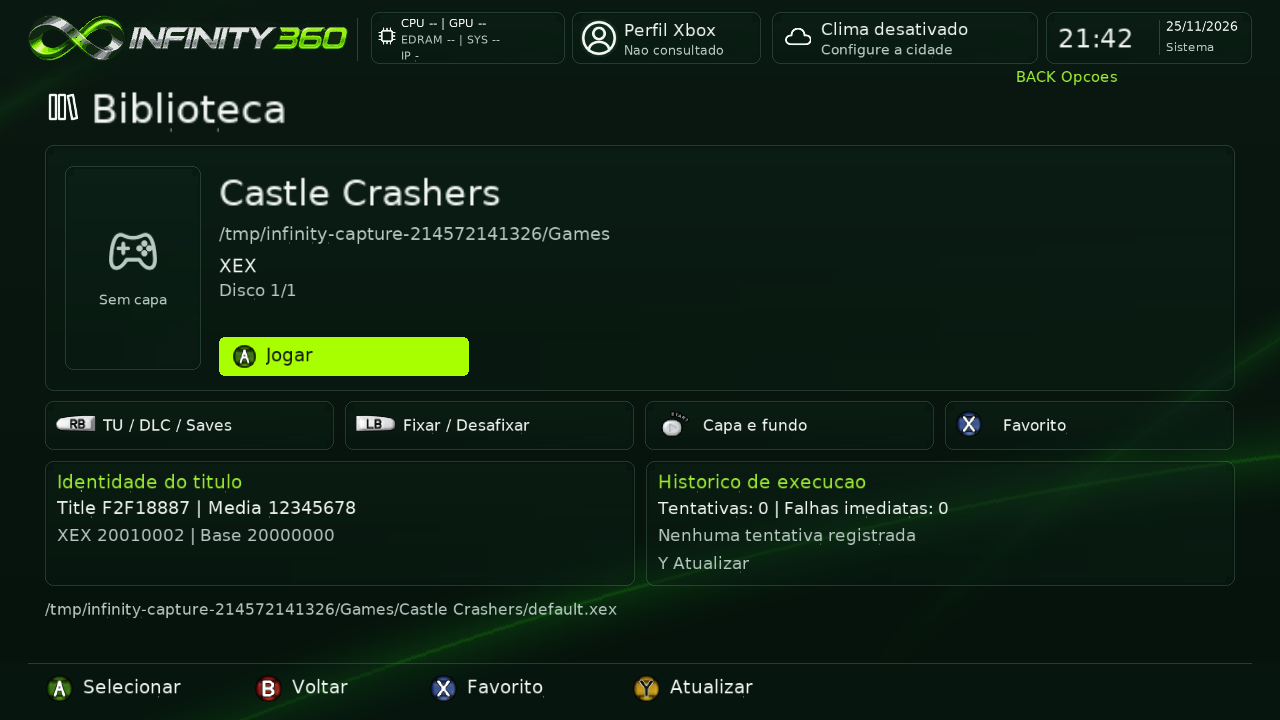 INFINITY 360
CPU -- | GPU --
EDRAM -- | SYS --
IP -
Perfil Xbox
Nao consultado
Clima desativado
Configure a cidade
21:42
25/11/2026
Sistema
BACK Opcoes
Biblioteca
Sem capa
Castle Crashers
/tmp/infinity-capture-214572141326/Games
XEX
Disco 1/1
A Jogar
RB TU / DLC / Saves
LB Fixar / Desafixar
START Capa e fundo
X Favorito
Identidade do titulo
Title F2F18887 | Media 12345678
XEX 20010002 | Base 20000000
Historico de execucao
Tentativas: 0 | Falhas imediatas: 0
Nenhuma tentativa registrada
Y Atualizar
/tmp/infinity-capture-214572141326/Games/Castle Crashers/default.xex
A Selecionar
B Voltar
X Favorito
Y Atualizar